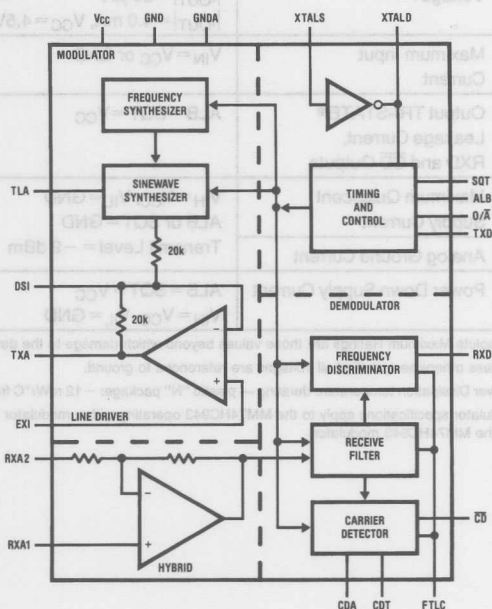 VCC GND GNDA XTALS XTALD
MODULATOR
FREQUENCY
SYNTHESIZER
SINEWAVE
SYNTHESIZER
TLA
20k
DSI
20k
TXA
EXI
LINE DRIVER
RXA2
RXA1
HYBRID
TIMING
AND
CONTROL
SQT
ALB
O/A̅
TXD
DEMODULATOR
FREQUENCY
DISCRIMINATOR
RXD
RECEIVE
FILTER
CARRIER
DETECTOR
C̅D̅
CDA CDT FTLC